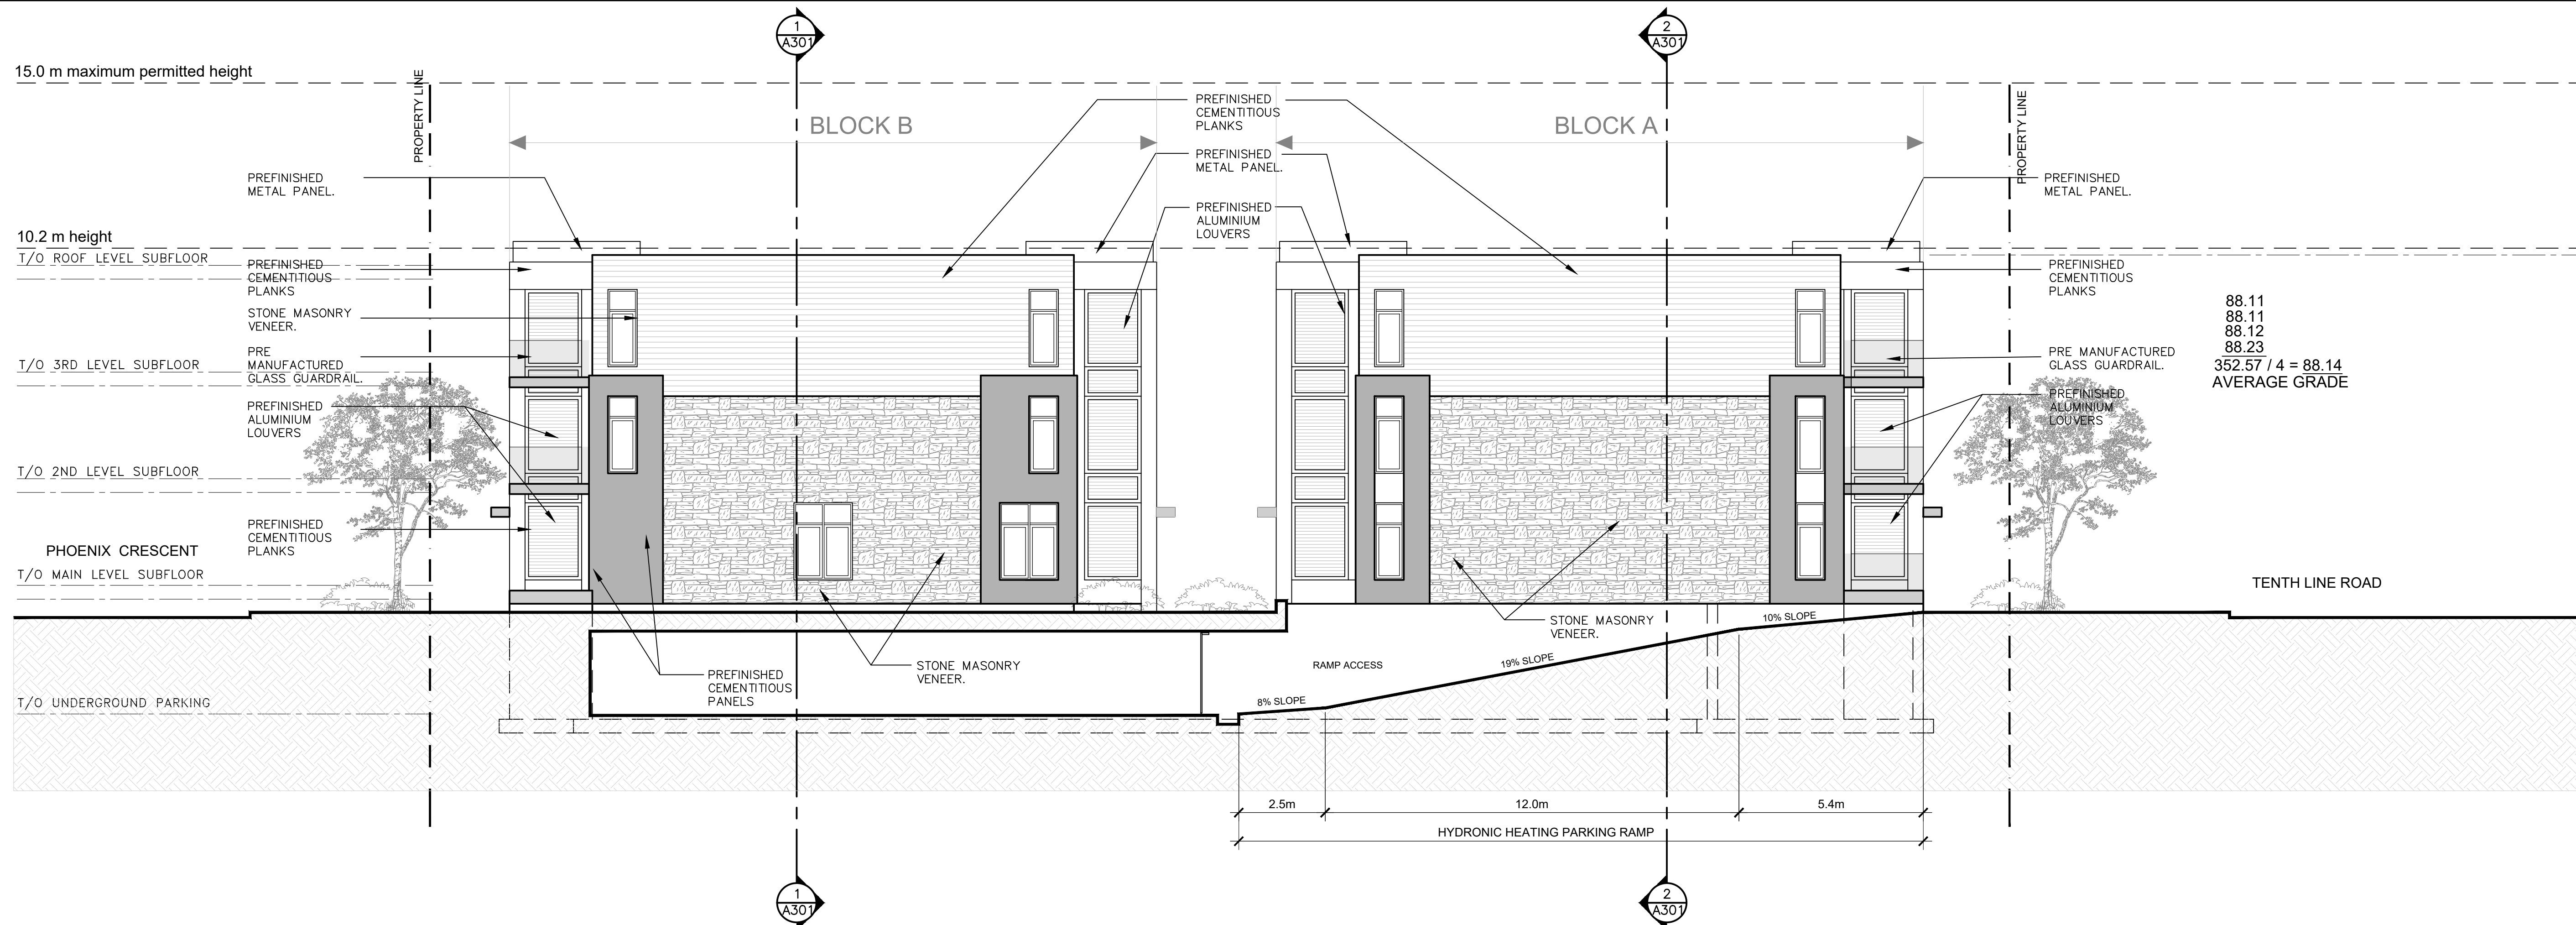 1
A301
2
A301
15.0 m maximum permitted height
PROPERTY LINE
PROPERTY LINE
BLOCK B
BLOCK A
PREFINISHED
CEMENTITIOUS
PLANKS
PREFINISHED
METAL PANEL.
PREFINISHED
ALUMINIUM
LOUVERS
PREFINISHED
METAL PANEL.
PREFINISHED
METAL PANEL.
10.2 m height
T/O ROOF LEVEL SUBFLOOR
PREFINISHED
CEMENTITIOUS
PLANKS
STONE MASONRY
VENEER.
PRE
MANUFACTURED
GLASS GUARDRAIL.
T/O 3RD LEVEL SUBFLOOR
PREFINISHED
ALUMINIUM
LOUVERS
T/O 2ND LEVEL SUBFLOOR
PREFINISHED
CEMENTITIOUS
PLANKS
PHOENIX CRESCENT
T/O MAIN LEVEL SUBFLOOR
T/O UNDERGROUND PARKING
PREFINISHED
CEMENTITIOUS
PLANKS
PRE MANUFACTURED
GLASS GUARDRAIL.
PREFINISHED
ALUMINIUM
LOUVERS
88.11
88.11
88.12
88.23
352.57 / 4 = 88.14
AVERAGE GRADE
TENTH LINE ROAD
PREFINISHED
CEMENTITIOUS
PANELS
STONE MASONRY
VENEER.
STONE MASONRY
VENEER.
RAMP ACCESS
8% SLOPE
19% SLOPE
10% SLOPE
2.5m
12.0m
5.4m
HYDRONIC HEATING PARKING RAMP
1
A301
2
A301